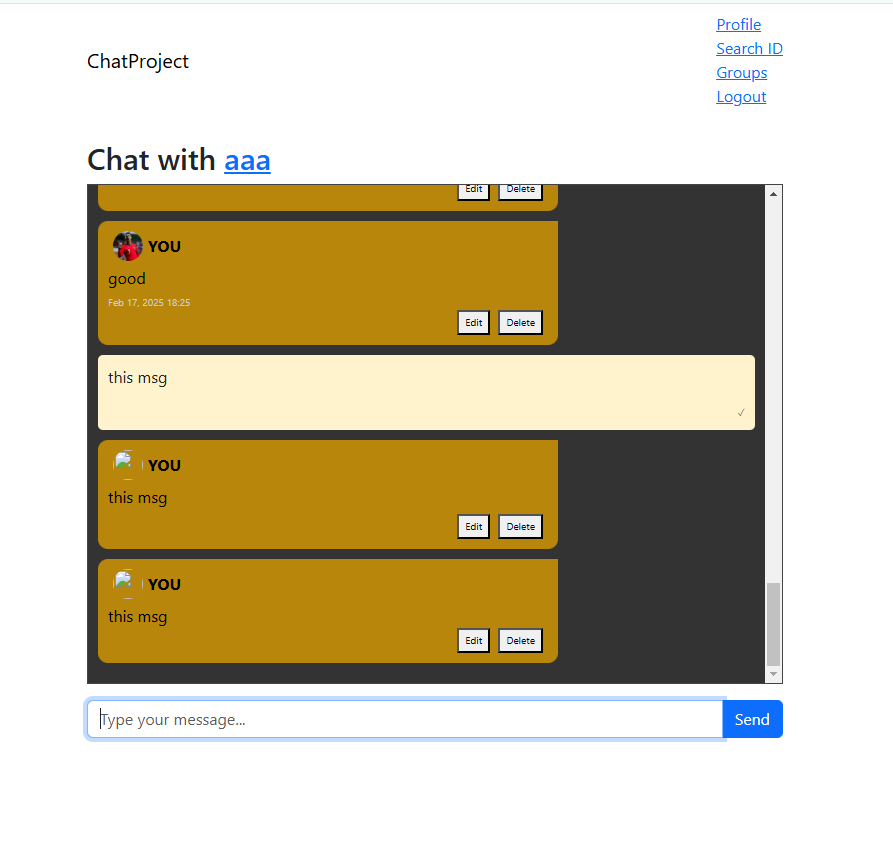 Profile
Search ID
Groups
Logout
ChatProject
Chat with aaa
Edit Delete
YOU
good
Feb 17, 2025 18:25
Edit Delete
this msg
✓
YOU
this msg
Edit Delete
YOU
this msg
Edit Delete
Type your message... Send